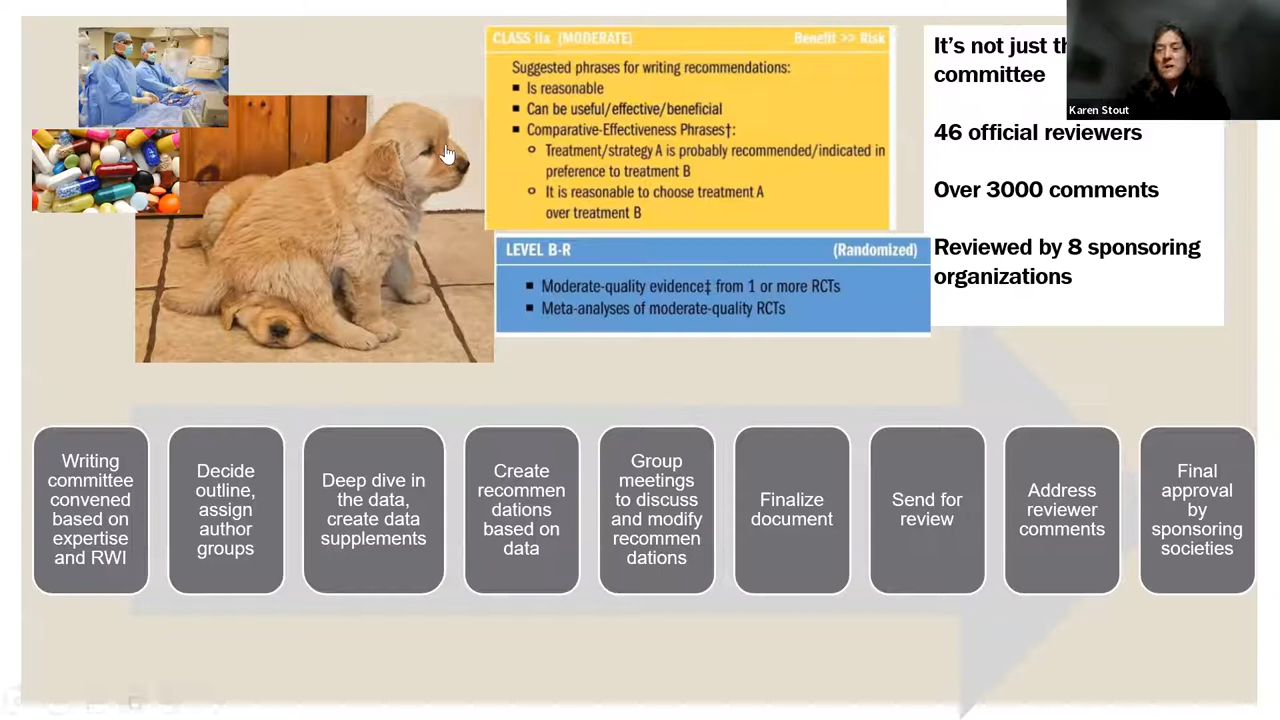 CLASS IIa (MODERATE) Benefit >> Risk
Suggested phrases for writing recommendations:
▪ Is reasonable
▪ Can be useful/effective/beneficial
▪ Comparative-Effectiveness Phrases†:
○ Treatment/strategy A is probably recommended/indicated in
preference to treatment B
○ It is reasonable to choose treatment A
over treatment B
LEVEL B-R (Randomized)
▪ Moderate-quality evidence‡ from 1 or more RCTs
▪ Meta-analyses of moderate-quality RCTs
It's not just
committee
46 official reviewers
Over 3000 comments
Reviewed by 8 sponsoring
organizations
Karen Stout
Writing
committee
convened
based on
expertise
and RWI
Decide
outline,
assign
author
groups
Deep dive in
the data,
create data
supplements
Create
recommen
dations
based on
data
Group
meetings
to discuss
and modify
recommen
dations
Finalize
document
Send for
review
Address
reviewer
comments
Final
approval
by
sponsoring
societies